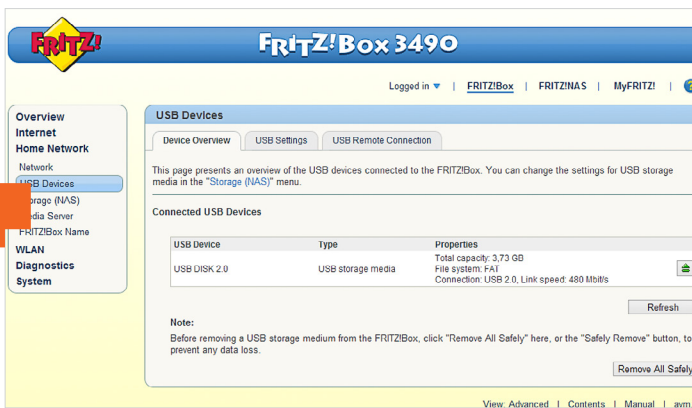 FRITZ!
FRITZ!Box 3490
Logged in | FRITZ!Box | FRITZ!NAS | MyFRITZ! | ?
Overview
Internet
Home Network
Network
USB Devices
Storage (NAS)
Media Server
FRITZ!Box Name
WLAN
Diagnostics
System
USB Devices
Device Overview USB Settings USB Remote Connection
This page presents an overview of the USB devices connected to the FRITZ!Box. You can change the settings for USB storage
media in the "Storage (NAS)" menu.
Connected USB Devices
USB Device Type Properties
USB DISK 2.0 USB storage media Total capacity: 3,73 GB
File system: FAT
Connection: USB 2.0, Link speed: 480 Mbit/s
Refresh
Note:
Before removing a USB storage medium from the FRITZ!Box, click "Remove All Safely" here, or the "Safely Remove" button, to
prevent any data loss.
Remove All Safely
View: Advanced | Contents | Manual | avm